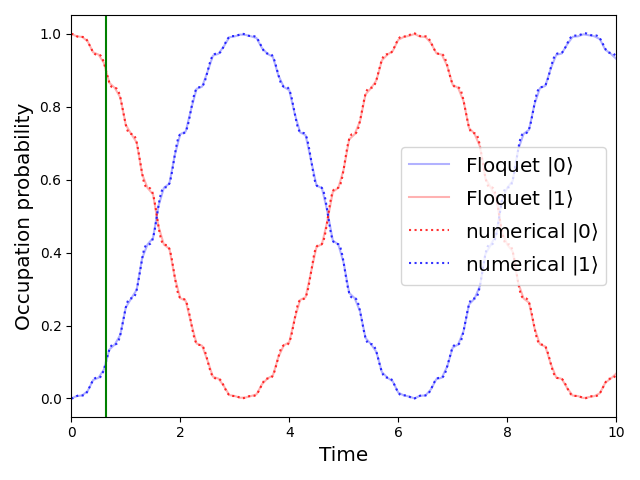 1.0
0.8
0.6
0.4
0.2
0.0
Occupation probability
Floquet |0⟩
Floquet |1⟩
numerical |0⟩
numerical |1⟩
0 2 4 6 8 10
Time